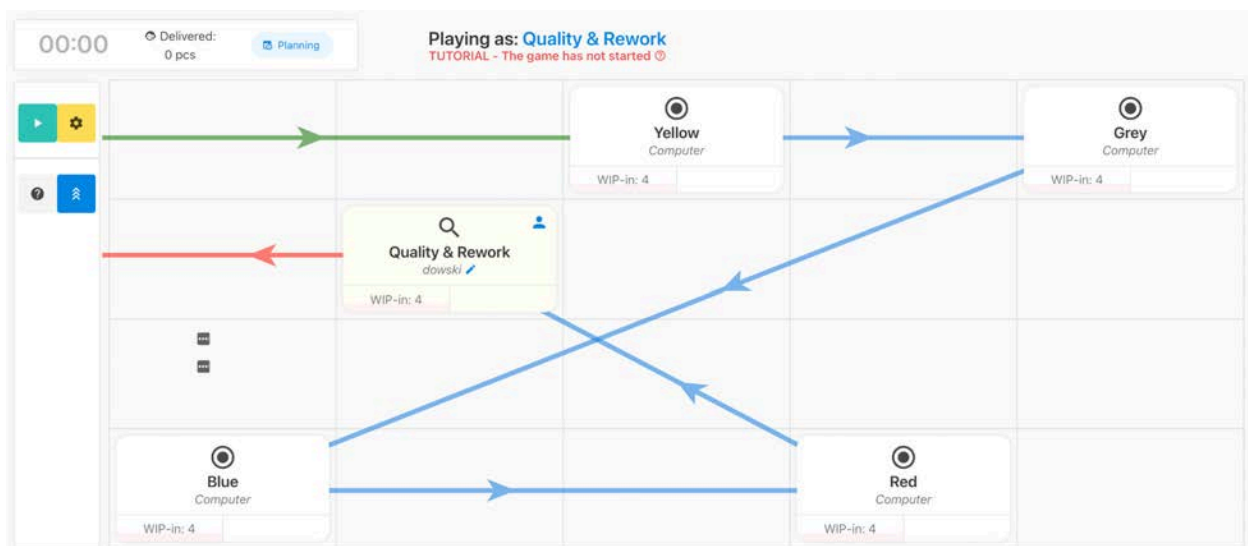 00:00
Delivered:
0 pcs
Planning
Playing as: Quality & Rework
TUTORIAL - The game has not started
Yellow
Computer
WIP-in: 4
Grey
Computer
WIP-in: 4
Quality & Rework
dowski
WIP-in: 4
Blue
Computer
WIP-in: 4
Red
Computer
WIP-in: 4